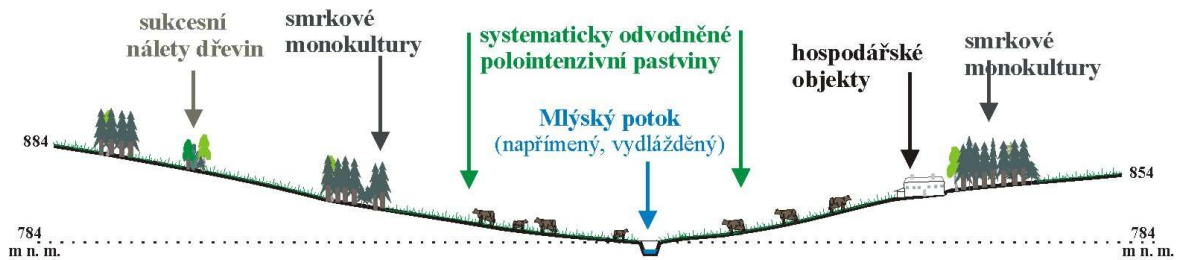 sukcesní
nálety dřevin
smrkové
monokultury
systematicky odvodněné
polointenzivní pastviny
hospodářské
objekty
smrkové
monokultury
Mlýský potok
(napřímený, vydlážděný)
884
854
784
m n. m.
784
m n. m.